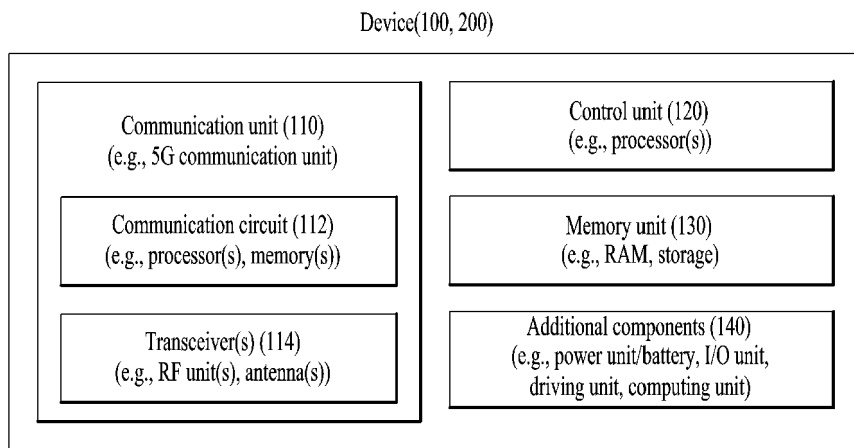 Device(100, 200)
Communication unit (110)
(e.g., 5G communication unit)
Communication circuit (112)
(e.g., processor(s), memory(s))
Transceiver(s) (114)
(e.g., RF unit(s), antenna(s))
Control unit (120)
(e.g., processor(s))
Memory unit (130)
(e.g., RAM, storage)
Additional components (140)
(e.g., power unit/battery, I/O unit,
driving unit, computing unit)